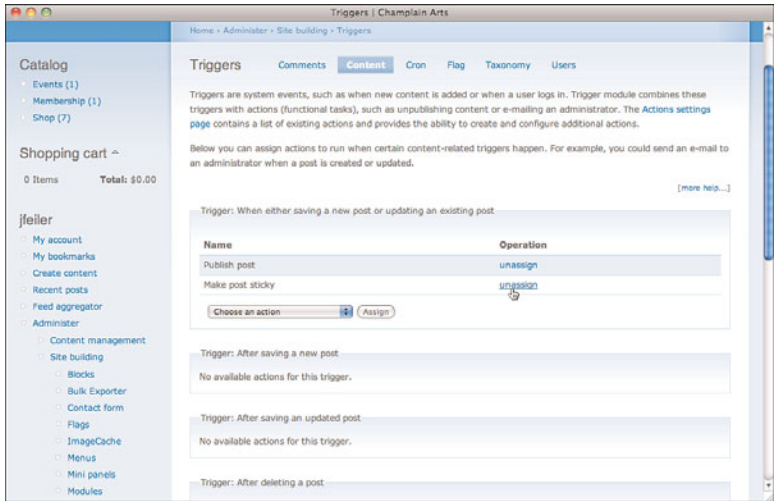 Triggers | Champlain Arts
Home › Administer › Site building › Triggers
Catalog
Events (1)
Membership (1)
Shop (7)
Shopping cart
0 Items Total: $0.00
jfeiler
My account
My bookmarks
Create content
Recent posts
Feed aggregator
Administer
Content management
Site building
Blocks
Bulk Exporter
Contact form
Flags
ImageCache
Menus
Mini panels
Modules
Triggers Comments Content Cron Flag Taxonomy Users
Triggers are system events, such as when new content is added or when a user logs in. Trigger module combines these
triggers with actions (functional tasks), such as unpublishing content or e-mailing an administrator. The Actions settings
page contains a list of existing actions and provides the ability to create and configure additional actions.
Below you can assign actions to run when certain content-related triggers happen. For example, you could send an e-mail to
an administrator when a post is created or updated.
[more help...]
Trigger: When either saving a new post or updating an existing post
Name Operation
Publish post unassign
Make post sticky unassign
Choose an action Assign
Trigger: After saving a new post
No available actions for this trigger.
Trigger: After saving an updated post
No available actions for this trigger.
Trigger: After deleting a post